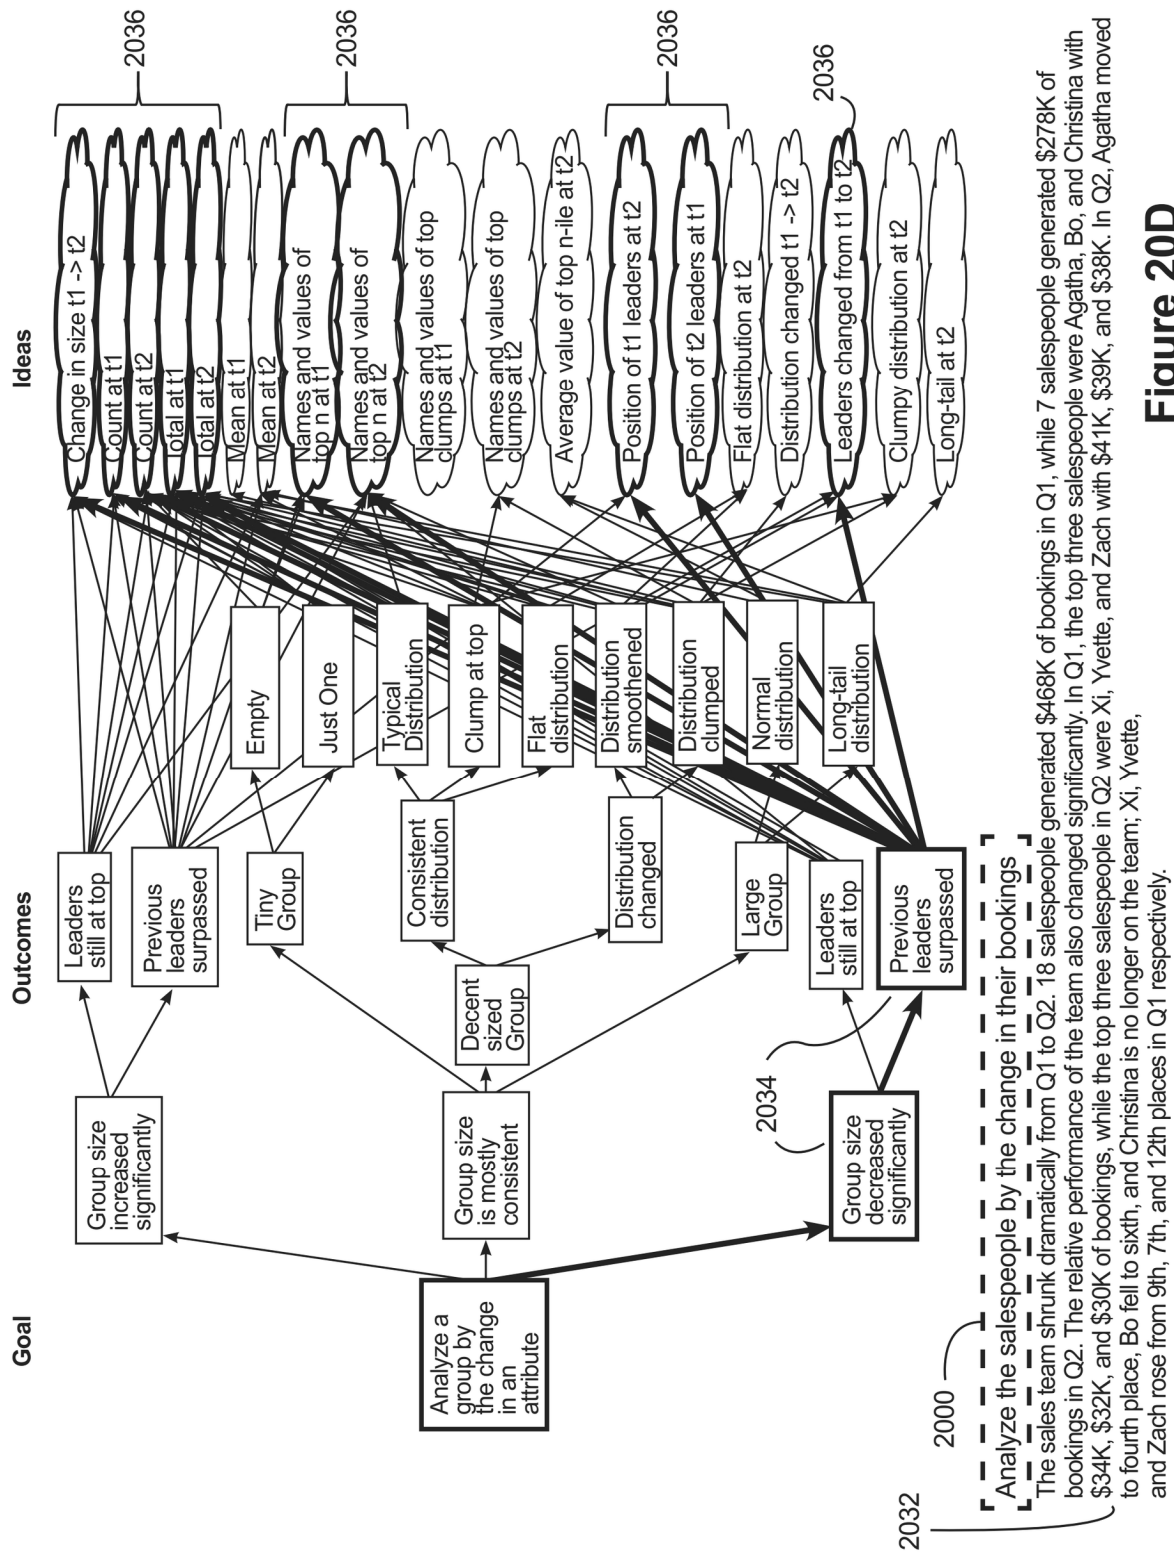 Goal
Outcomes
Ideas
Analyze a
group by
the change
in an
attribute
Group size
increased
significantly
Group size
is mostly
consistent
Group size
decreased
significantly
2034
Leaders
still at top
Previous
leaders
surpassed
Tiny
Group
Decent
sized
Group
Consistent
distribution
Distribution
changed
Large
Group
Leaders
still at top
Previous
leaders
surpassed
Empty
Just One
Typical
Distribution
Clump at top
Flat
distribution
Distribution
smoothened
Distribution
clumped
Normal
distribution
Long-tail
distribution
Change in size t1 -> t2
Count at t1
Count at t2
Total at t1
Total at t2
Mean at t1
Mean at t2
Names and values of
top n at t1
Names and values of
top n at t2
Names and values of top
clumps at t1
Names and values of top
clumps at t2
Average value of top n-ile at t2
Position of t1 leaders at t2
Position of t2 leaders at t1
Flat distribution at t2
Distribution changed t1 -> t2
Leaders changed from t1 to t2
Clumpy distribution at t2
Long-tail at t2
2036
2036
2036
2036
2000
Analyze the salespeople by the change in their bookings
2032
The sales team shrunk dramatically from Q1 to Q2. 18 salespeople generated $468K of bookings in Q1, while 7 salespeople generated $278K of
bookings in Q2. The relative performance of the team also changed significantly. In Q1, the top three salespeople were Agatha, Bo, and Christina with
$34K, $32K, and $30K of bookings, while the top three salespeople in Q2 were Xi, Yvette, and Zach with $41K, $39K, and $38K. In Q2, Agatha moved
to fourth place, Bo fell to sixth, and Christina is no longer on the team; Xi, Yvette,
and Zach rose from 9th, 7th, and 12th places in Q1 respectively.
Figure 20D